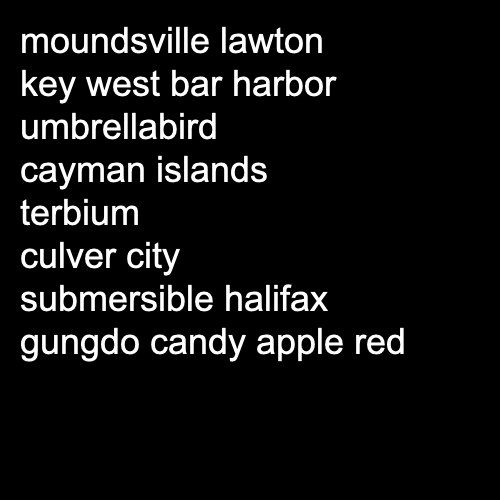 moundsville lawton
key west bar harbor
umbrellabird
cayman islands
terbium
culver city
submersible halifax
gungdo candy apple red